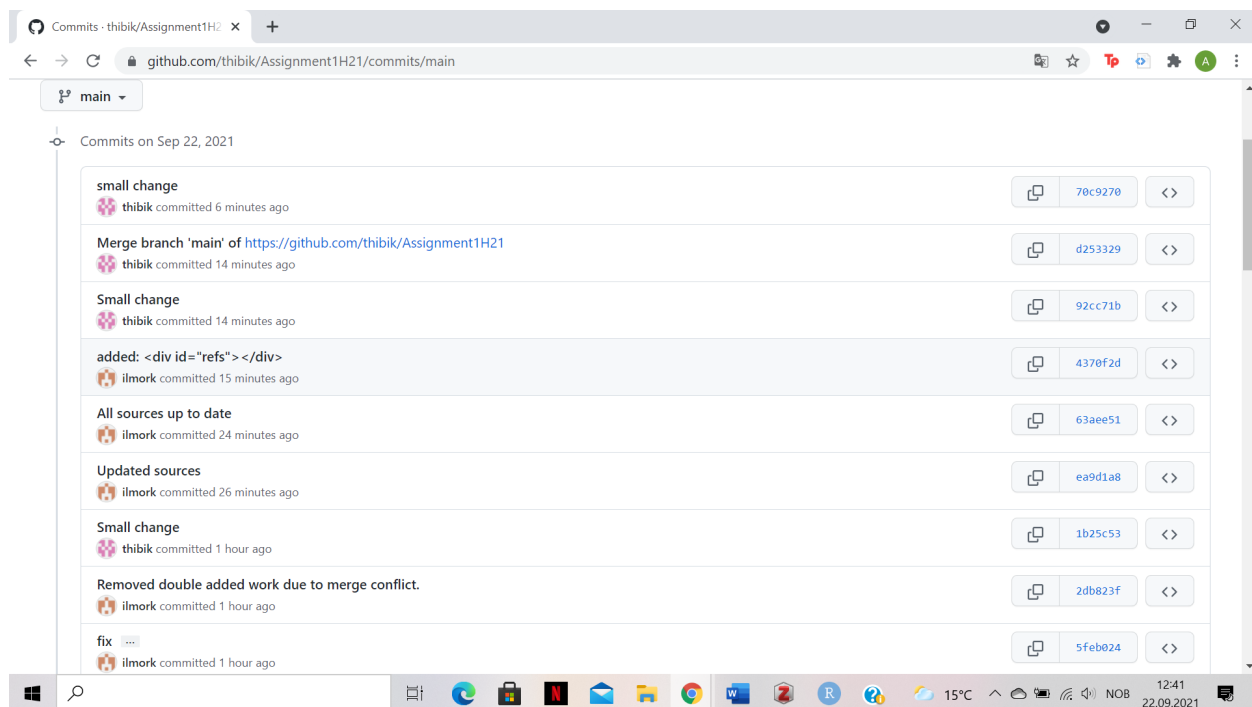 Commits · thibik/Assignment1H2
github.com/thibik/Assignment1H21/commits/main
Tp
A
main
Commits on Sep 22, 2021
small change
thibik committed 6 minutes ago
70c9270
Merge branch 'main' of https://github.com/thibik/Assignment1H21
thibik committed 14 minutes ago
d253329
Small change
thibik committed 14 minutes ago
92cc71b
added: <div id="refs"></div>
ilmork committed 15 minutes ago
4370f2d
All sources up to date
ilmork committed 24 minutes ago
63aee51
Updated sources
ilmork committed 26 minutes ago
ea9d1a8
Small change
thibik committed 1 hour ago
1b25c53
Removed double added work due to merge conflict.
ilmork committed 1 hour ago
2db823f
fix ...
ilmork committed 1 hour ago
5feb024
N
W
Z
R
15°C
NOB
12:41
22.09.2021